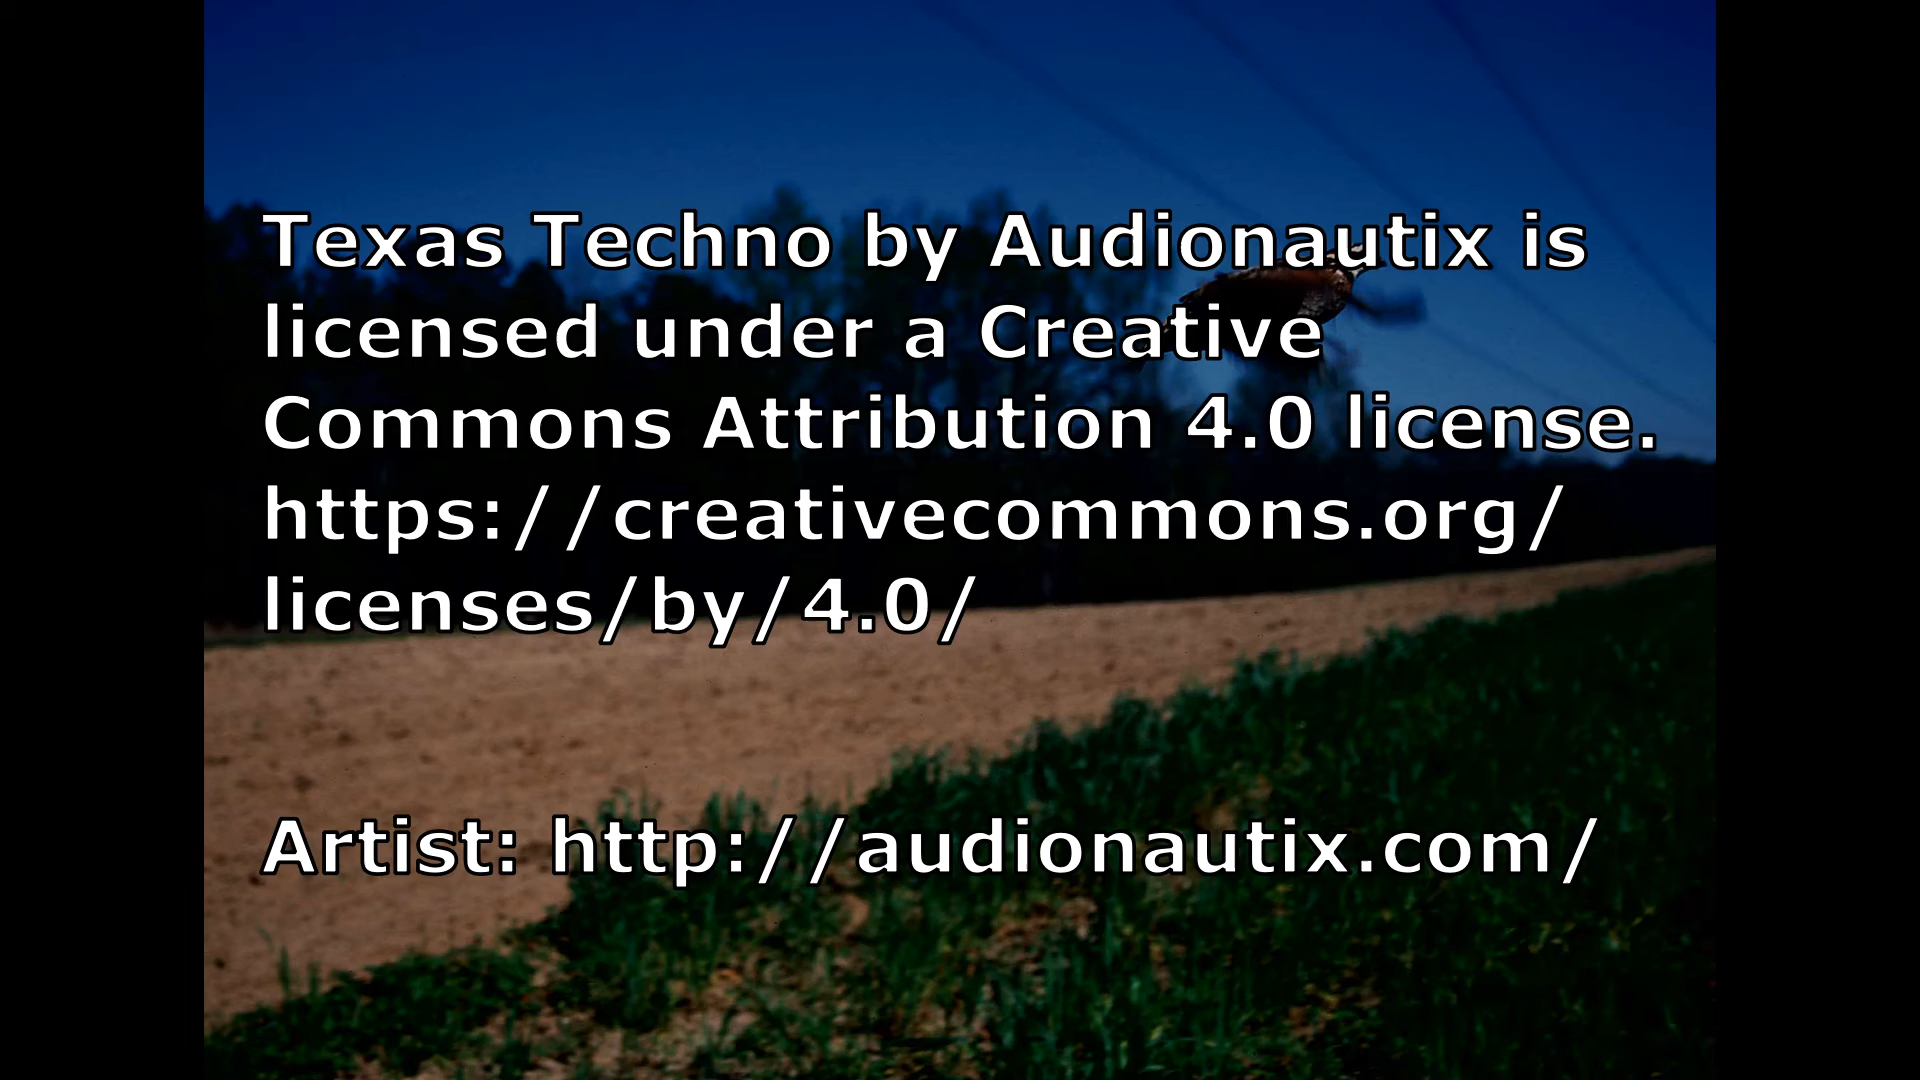 Texas Techno by Audionautix is
licensed under a Creative
Commons Attribution 4.0 license.
https://creativecommons.org/
licenses/by/4.0/
Artist: http://audionautix.com/